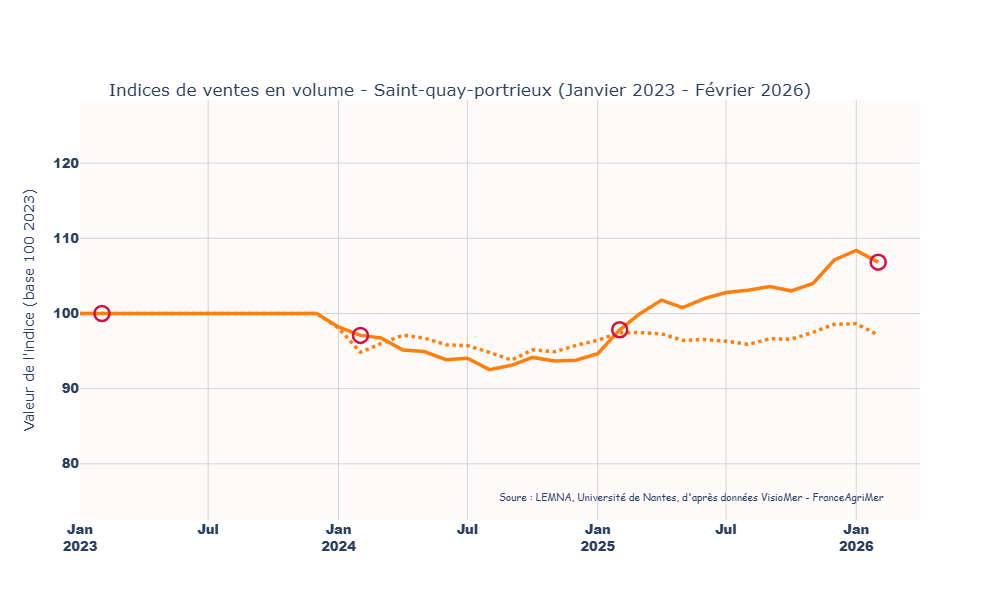 Indices de ventes en volume - Saint-quay-portrieux (Janvier 2023 - Février 2026)
Valeur de l'indice (base 100 2023)
120
110
100
90
80
Soure : LEMNA, Université de Nantes, d'après données VisioMer - FranceAgriMer
Jan Jul Jan Jul Jan Jul Jan
2023 2024 2025 2026